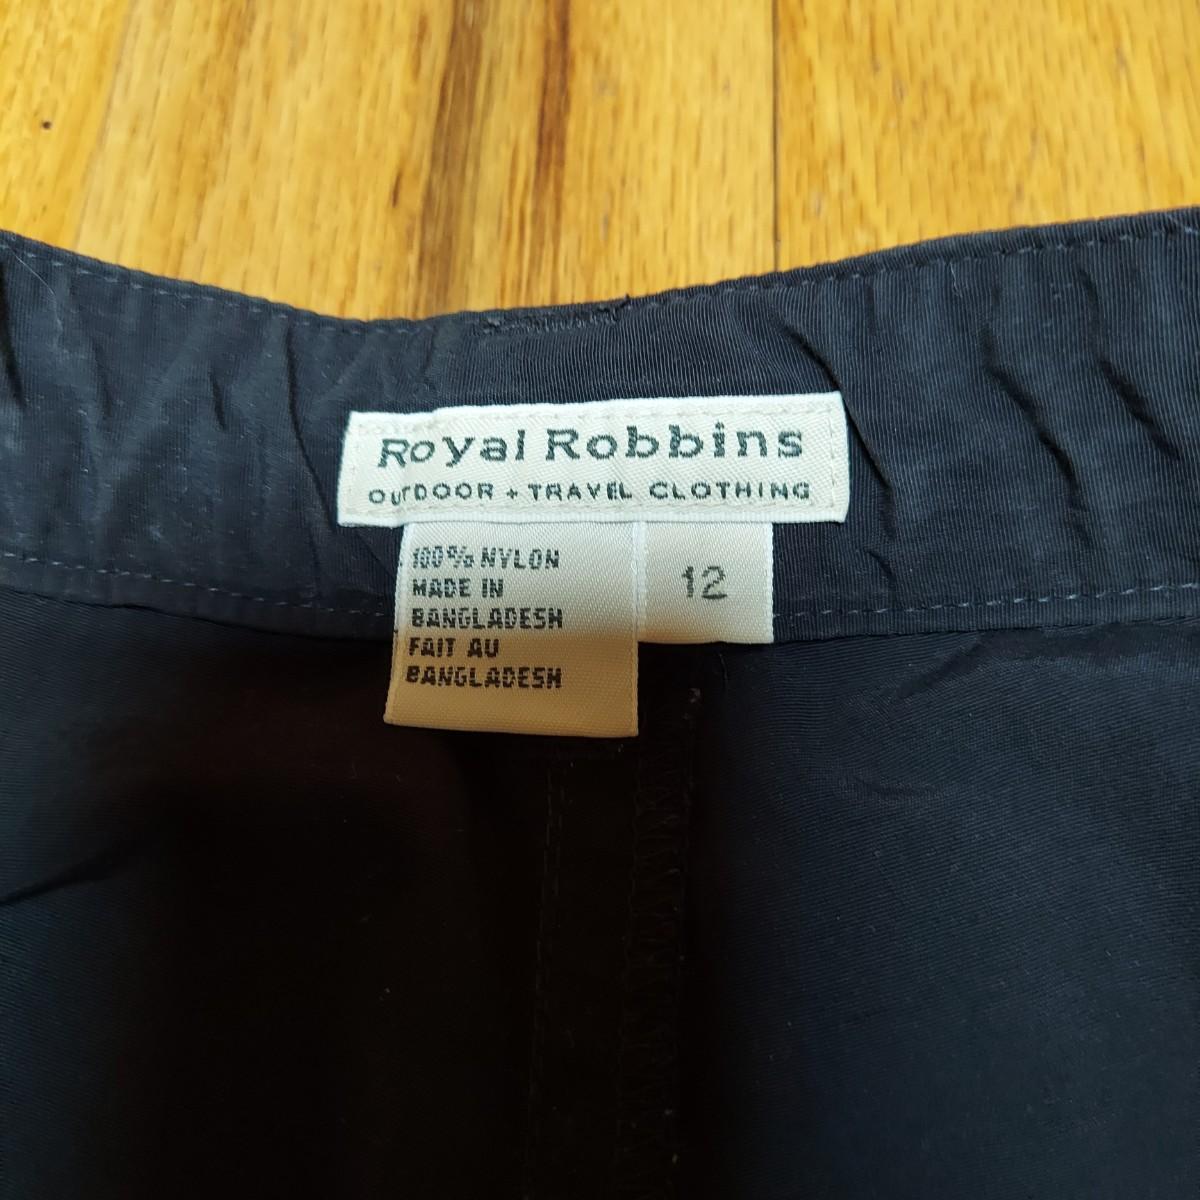 Royal Robbins
OUTDOOR + TRAVEL CLOTHING
100% NYLON
MADE IN
BANGLADESH
FAIT AU
BANGLADESH
12